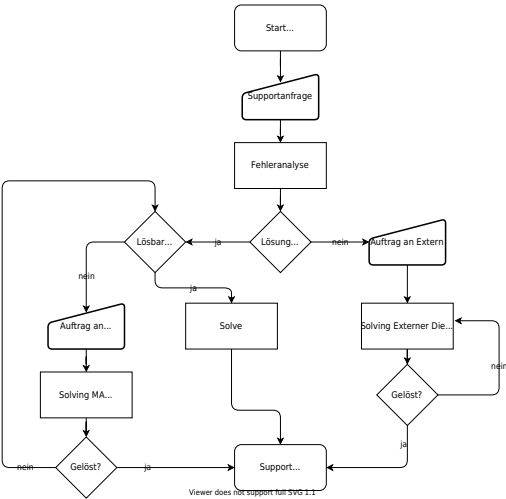 Start...
Supportanfrage
Fehleranalyse
Lösbar...
ja
Lösung...
nein
Auftrag an Extern
nein
ja
Auftrag an...
Solve
Solving Externer Die...
nein
Solving MA...
Gelöst?
ja
nein
Gelöst?
ja
Support...
Viewer does not support full SVG 1.1